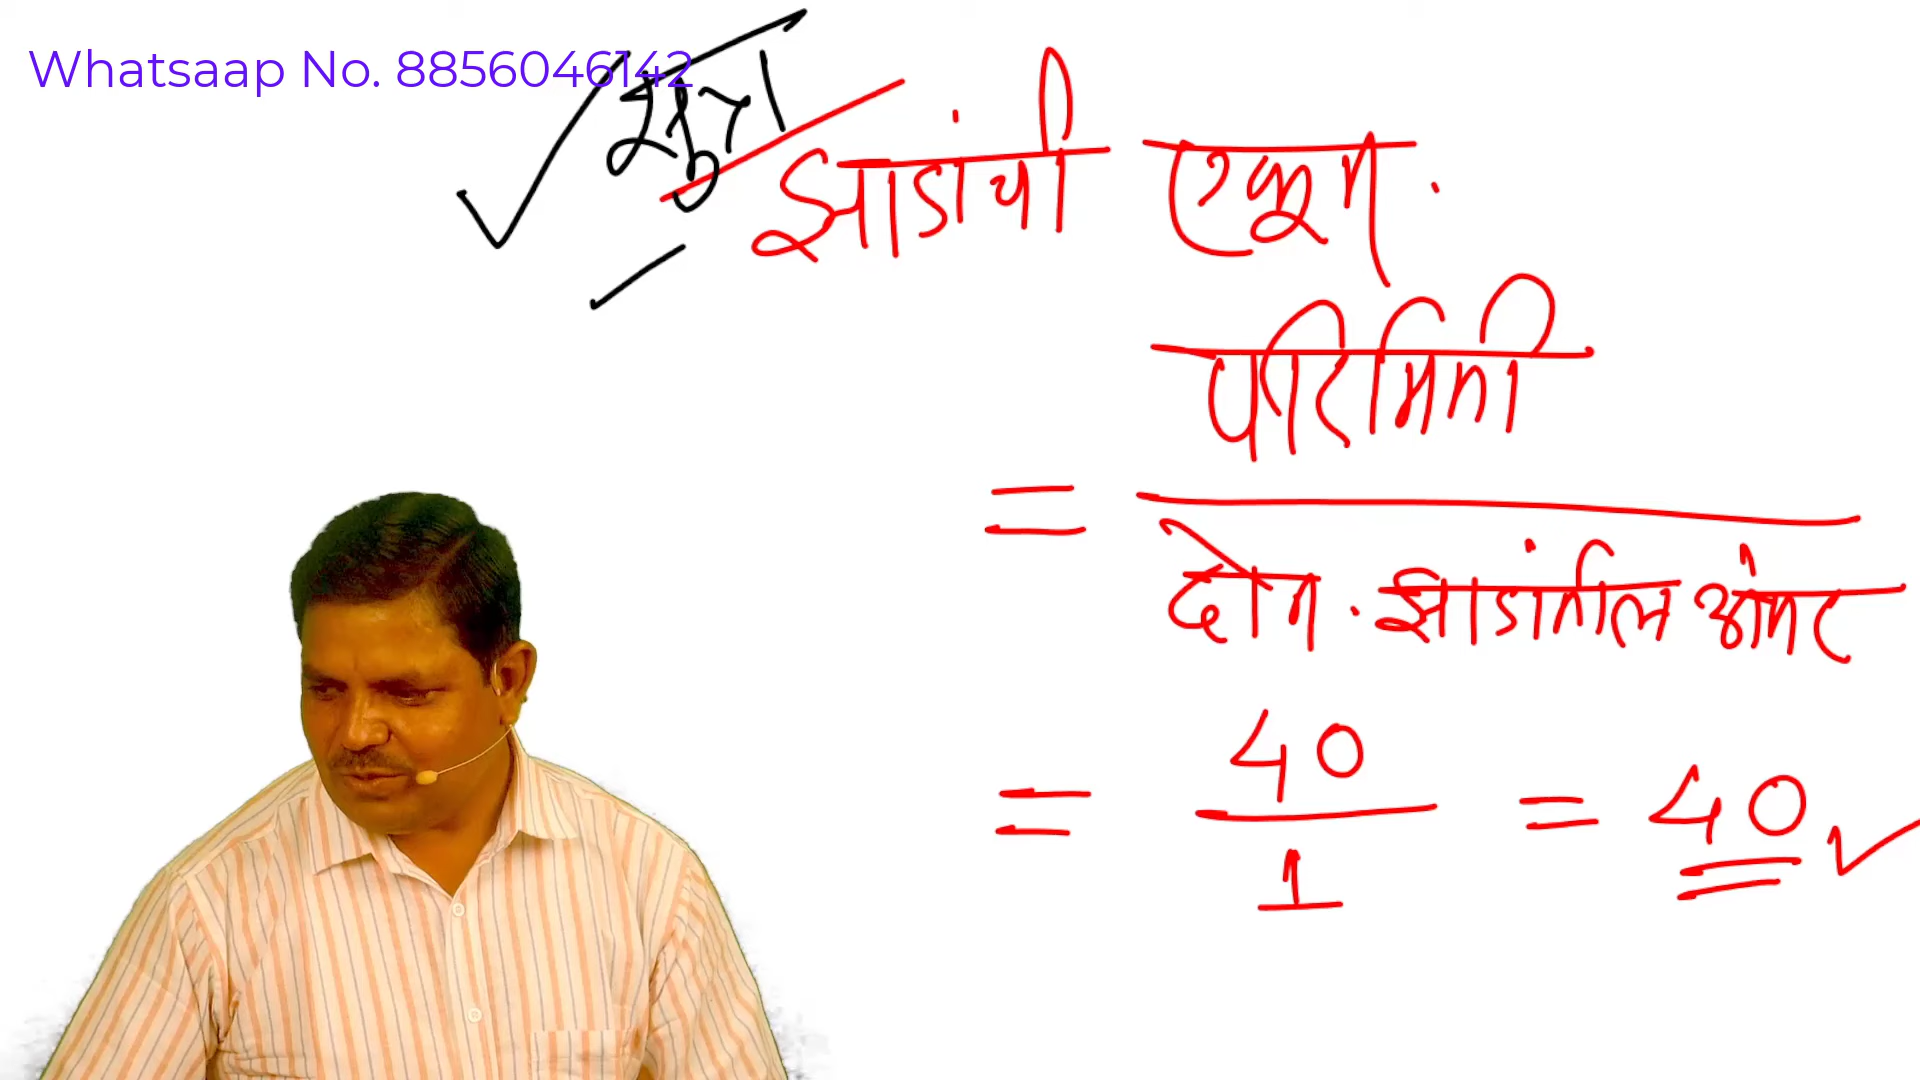 Whatsaap No. 8856046142
सूत्र
झाडांची एकूण
परिमिती
=
दोन झाडांतील अंतर
= 40 = 40
1